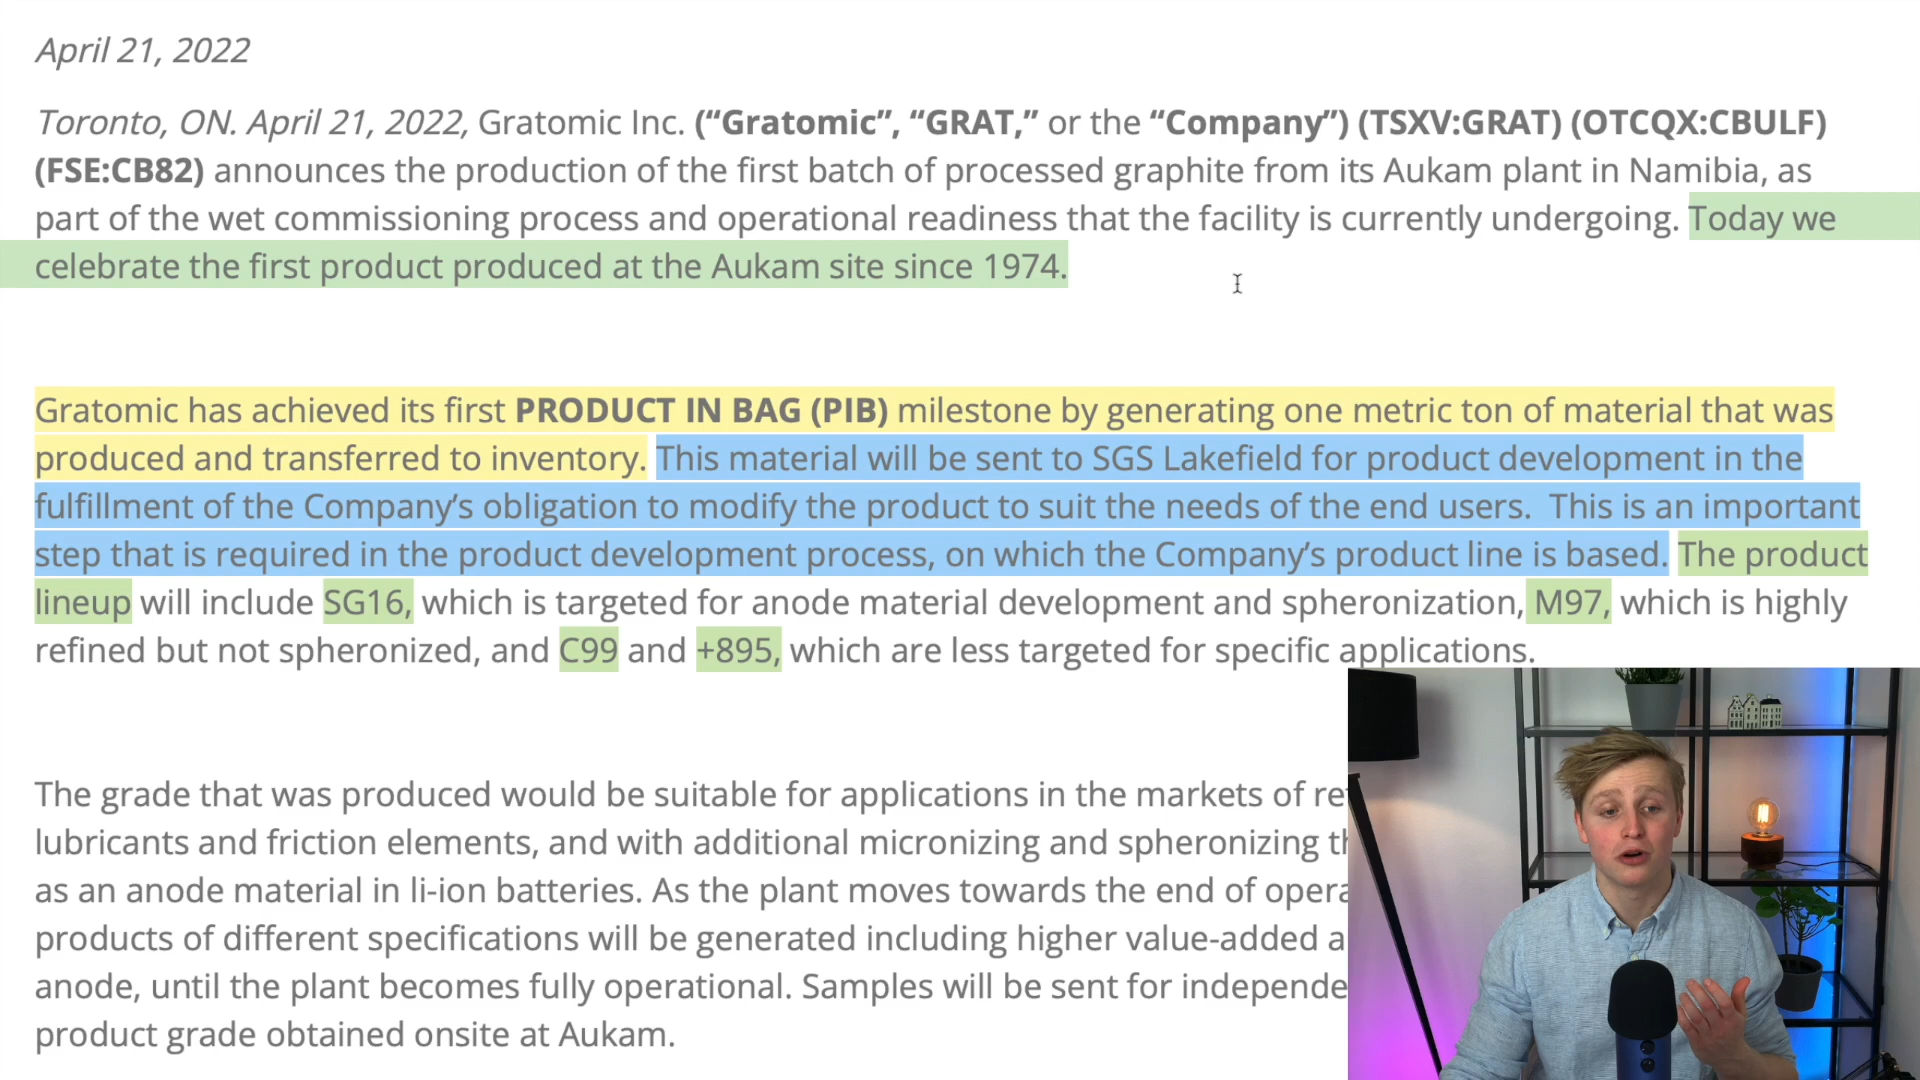 April 21, 2022
Toronto, ON. April 21, 2022, Gratomic Inc. (“Gratomic”, “GRAT,” or the “Company”) (TSXV:GRAT) (OTCQX:CBULF)
(FSE:CB82) announces the production of the first batch of processed graphite from its Aukam plant in Namibia, as
part of the wet commissioning process and operational readiness that the facility is currently undergoing. Today we
celebrate the first product produced at the Aukam site since 1974.
Gratomic has achieved its first PRODUCT IN BAG (PIB) milestone by generating one metric ton of material that was
produced and transferred to inventory. This material will be sent to SGS Lakefield for product development in the
fulfillment of the Company’s obligation to modify the product to suit the needs of the end users.  This is an important
step that is required in the product development process, on which the Company’s product line is based. The product
lineup will include SG16, which is targeted for anode material development and spheronization, M97, which is highly
refined but not spheronized, and C99 and +895, which are less targeted for specific applications.
The grade that was produced would be suitable for applications in the markets of
lubricants and friction elements, and with additional micronizing and spheronizing
as an anode material in li-ion batteries. As the plant moves towards the end of
products of different specifications will be generated including higher value-added
anode, until the plant becomes fully operational. Samples will be sent for
product grade obtained onsite at Aukam.